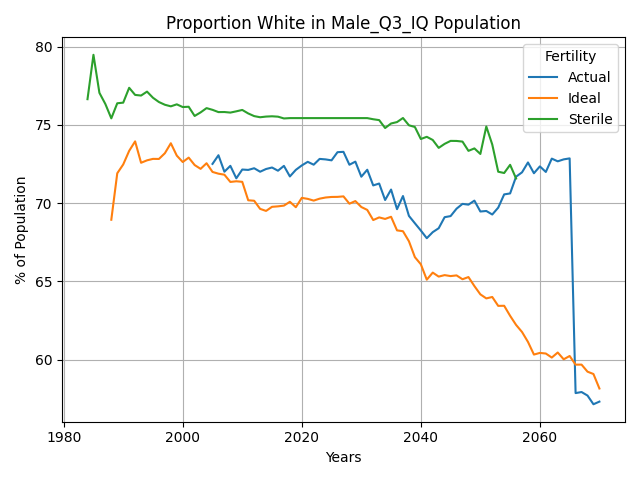 Proportion White in Male_Q3_IQ Population
Fertility
Actual
Ideal
Sterile
% of Population
80
75
70
65
60
1980
2000
2020
2040
2060
Years